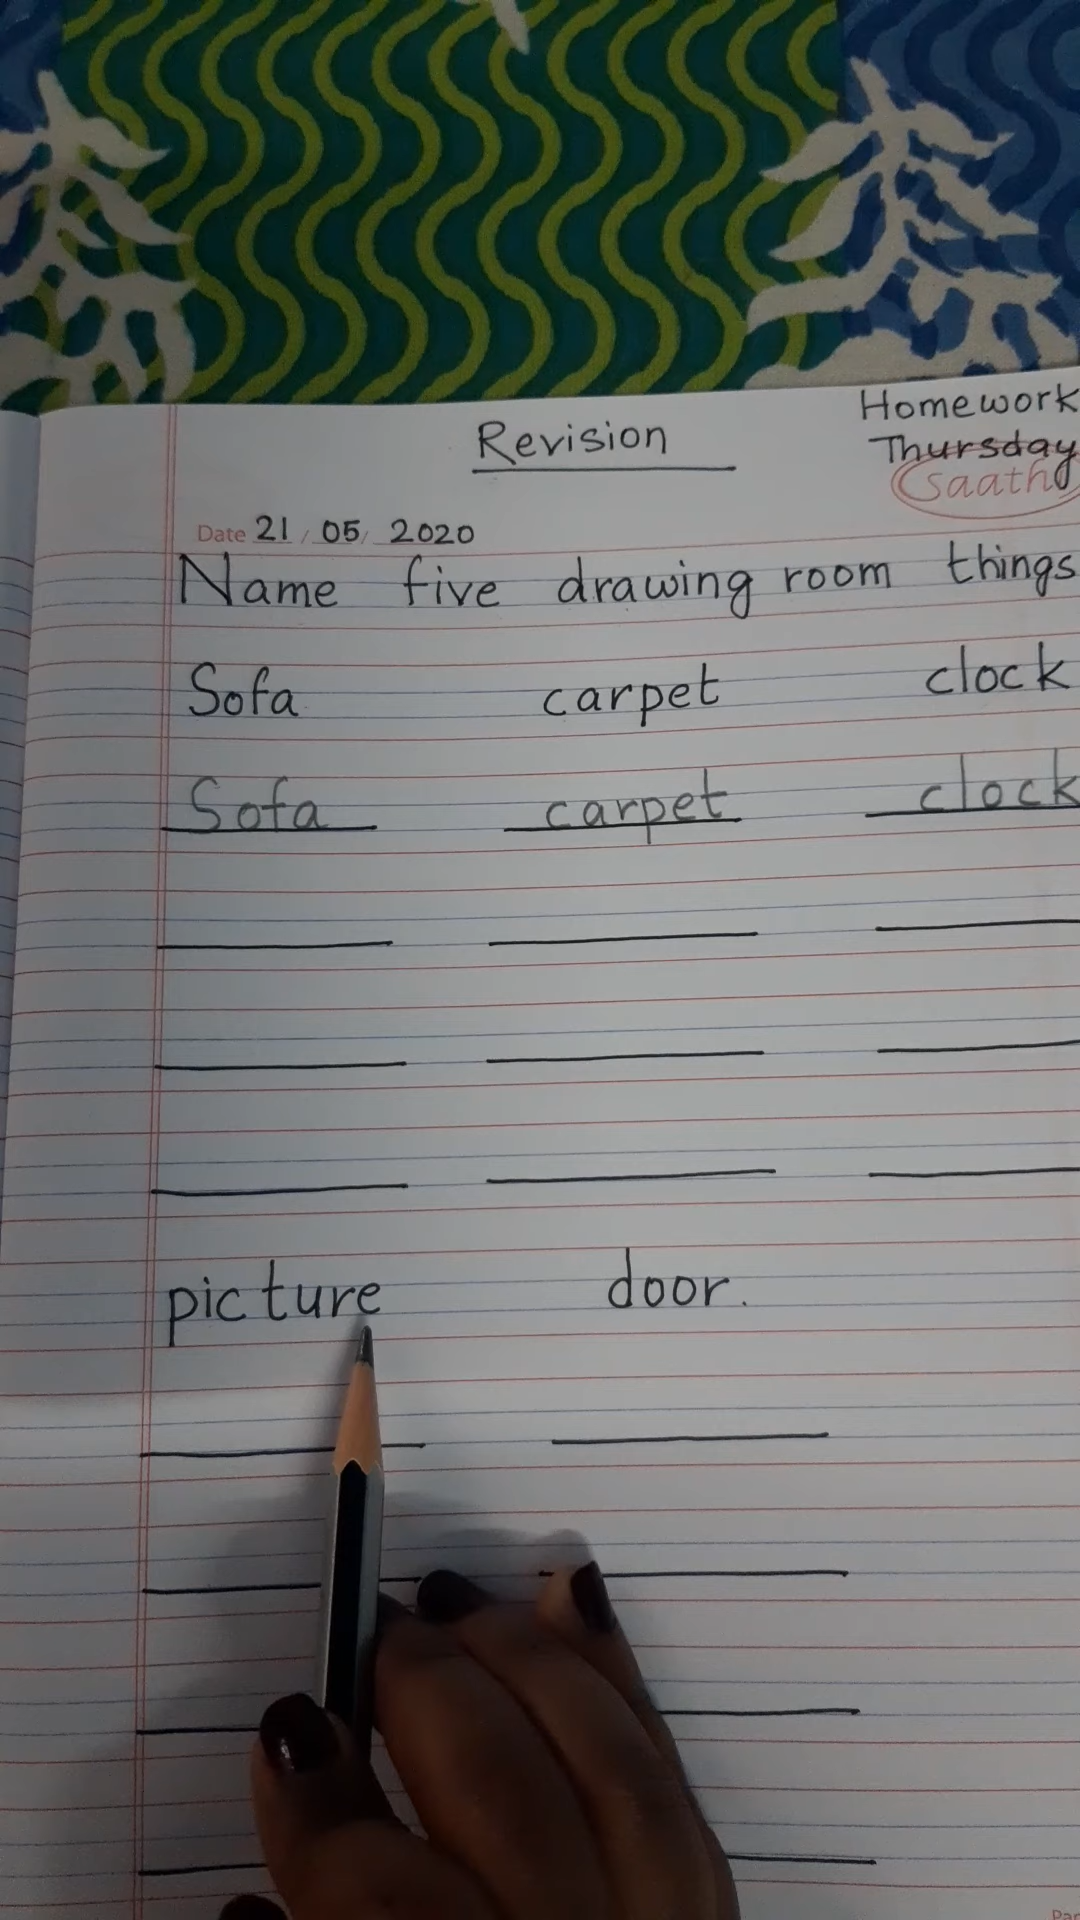 Homework
Revision
Thursday
Saathi
Date 21/05/2020
Name five drawing room things
Sofa carpet clock
Sofa carpet clock
picture door.